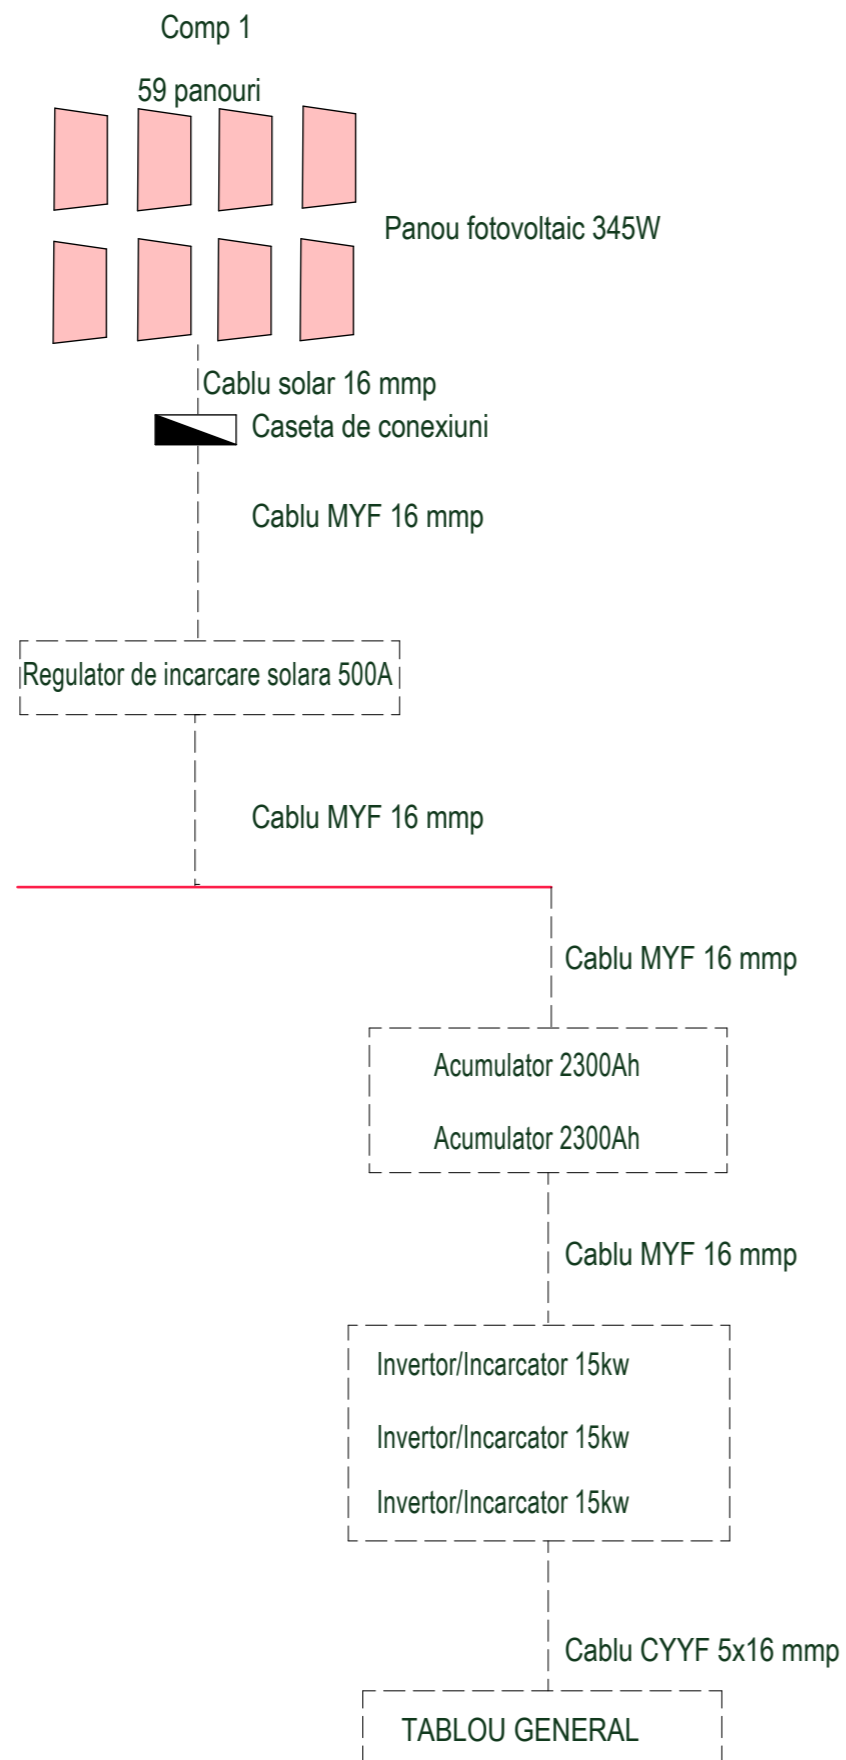 Comp 1
59 panouri
Panou fotovoltaic 345W
Cablu solar 16 mmp
Caseta de conexiuni
Cablu MYF 16 mmp
Regulator de incarcare solara 500A
Cablu MYF 16 mmp
Cablu MYF 16 mmp
Acumulator 2300Ah
Acumulator 2300Ah
Cablu MYF 16 mmp
Invertor/Incarcator 15kw
Invertor/Incarcator 15kw
Invertor/Incarcator 15kw
Cablu CYYF 5x16 mmp
TABLOU GENERAL